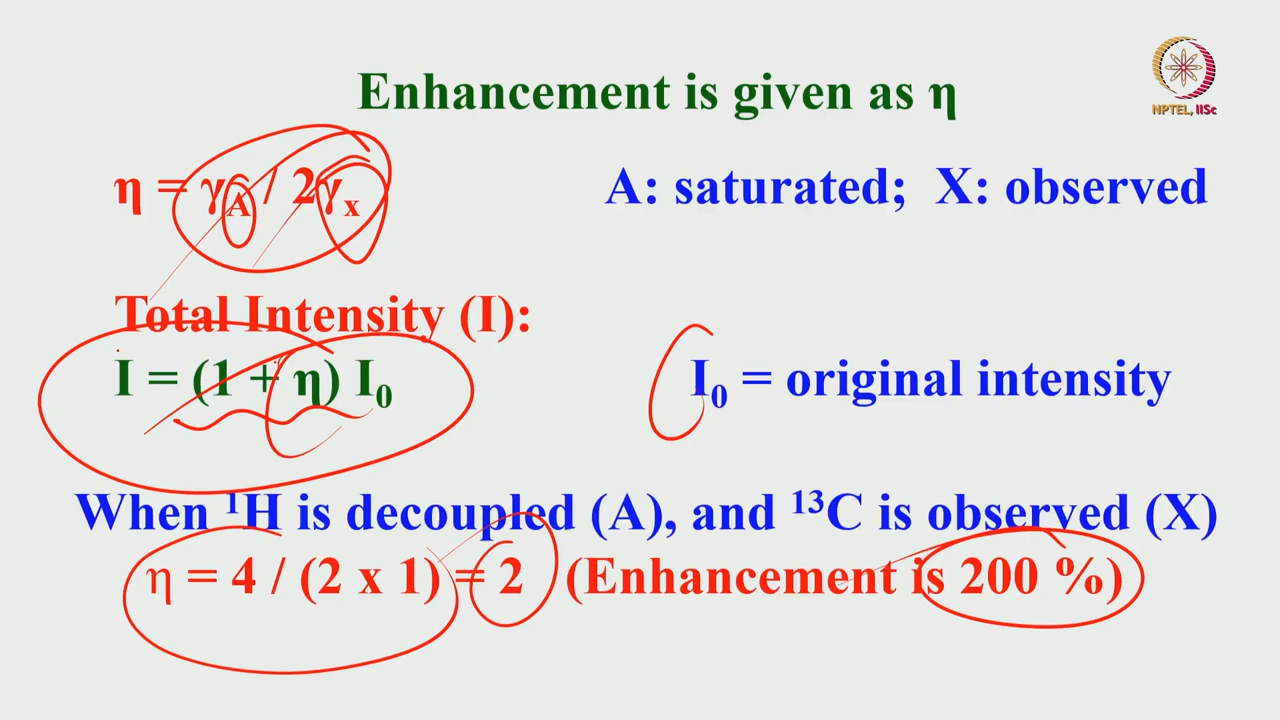 Enhancement is given as η
NPTEL, IISc
η = γA / 2γx
A: saturated; X: observed
Total Intensity (I):
I = (1 + η) I0
I0 = original intensity
When ¹H is decoupled (A), and ¹³C is observed (X)
η = 4 / (2 x 1) = 2 (Enhancement is 200 %)